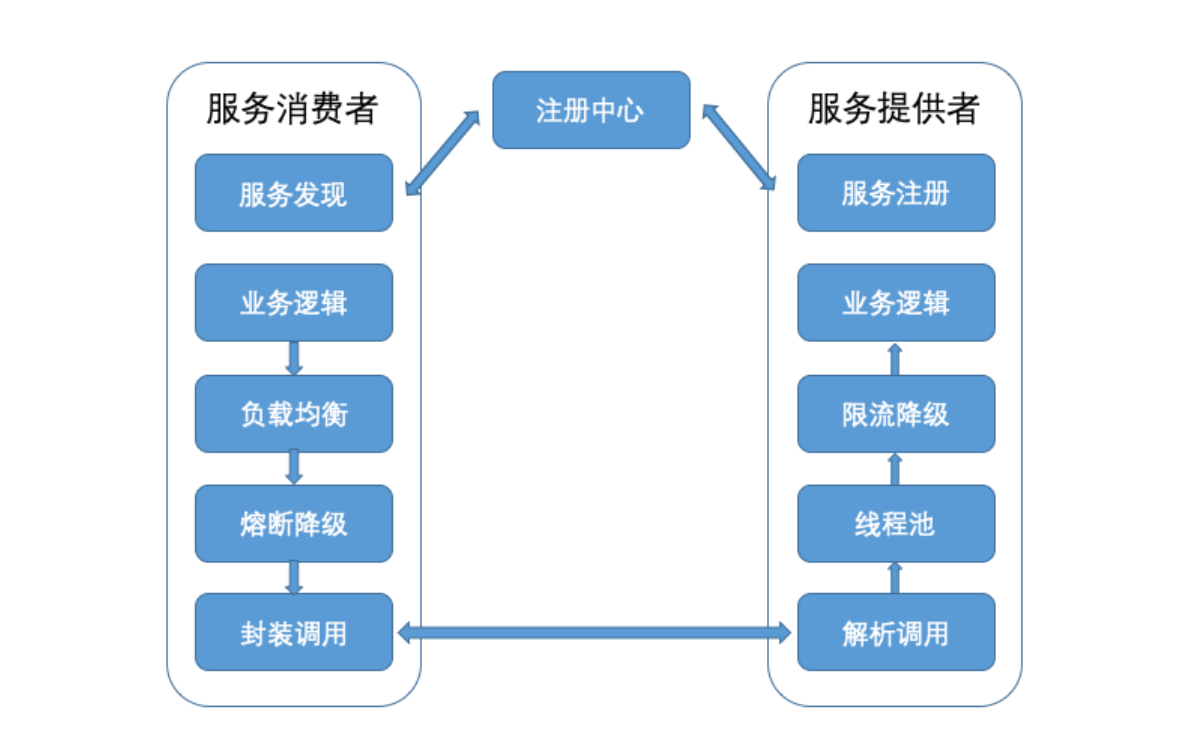 服务消费者
服务发现
业务逻辑
负载均衡
熔断降级
封装调用
注册中心
服务提供者
服务注册
业务逻辑
限流降级
线程池
解析调用